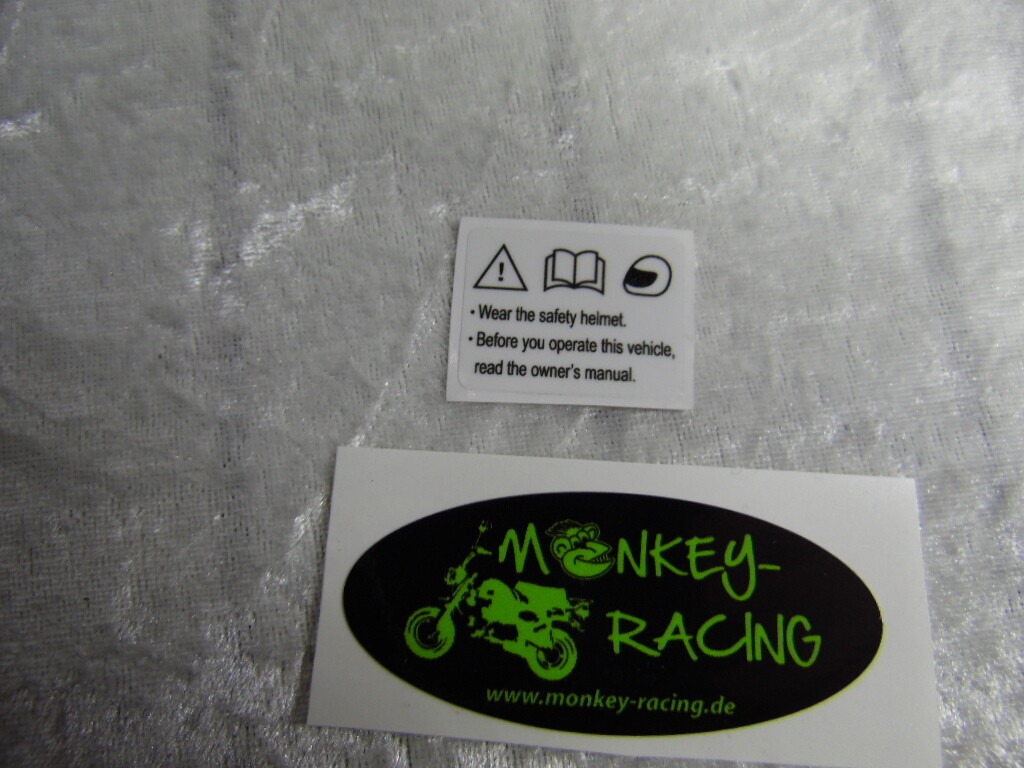 • Wear the safety helmet.
• Before you operate this vehicle,
read the owner's manual.
MONKEY-
RACING
www.monkey-racing.de